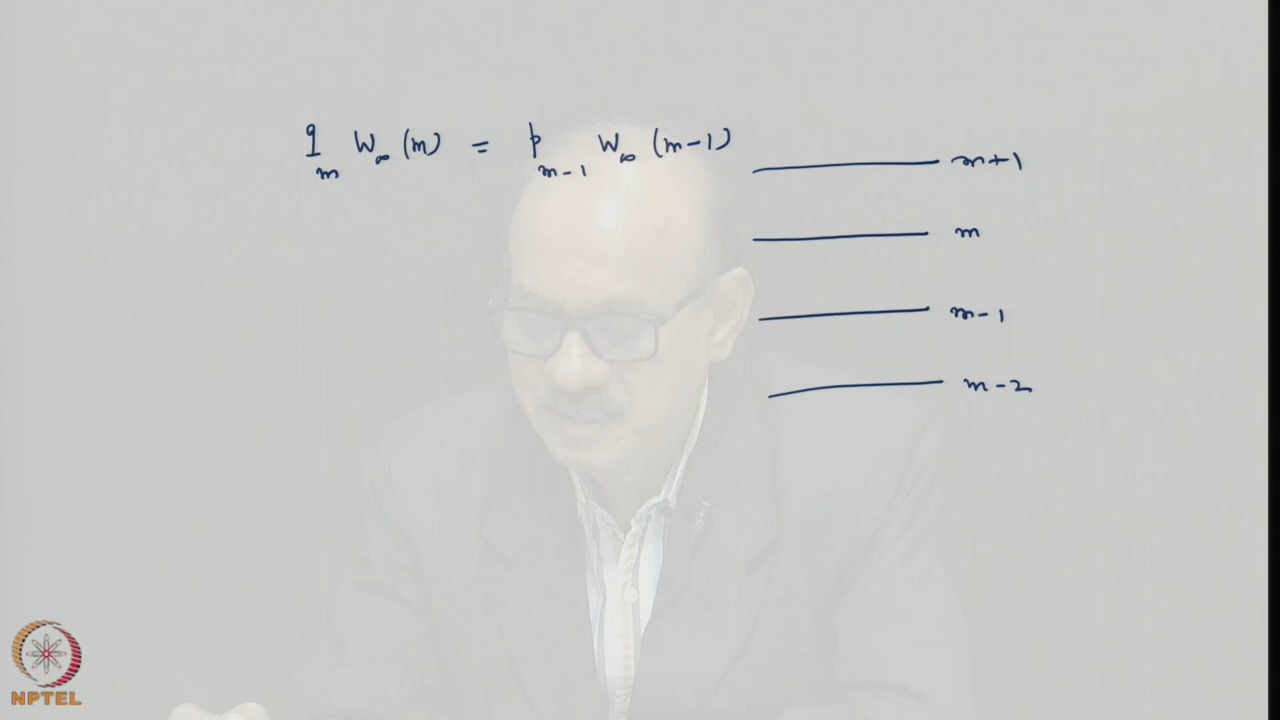 q_m W_∞ (m) = p_{m-1} W_∞ (m-1)
m+1
m
m-1
m-2
NPTEL